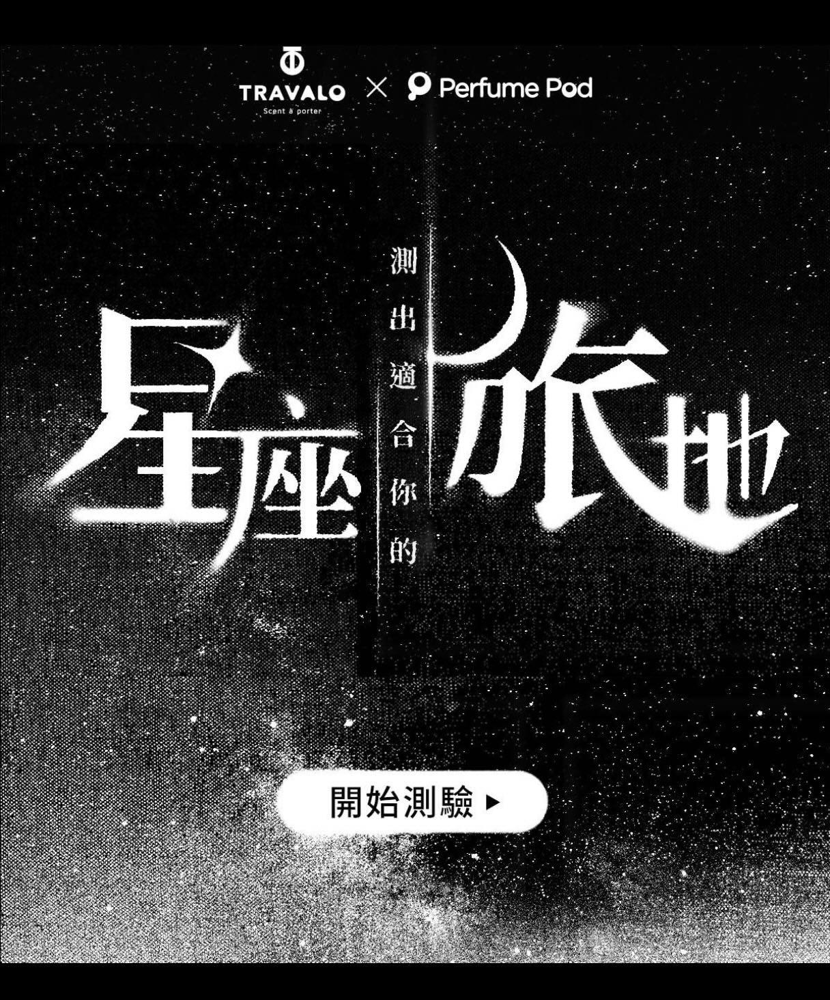 TRAVALO
Scent à porter
× Perfume Pod
測出適合你的
星座旅地
開始測驗 ▶